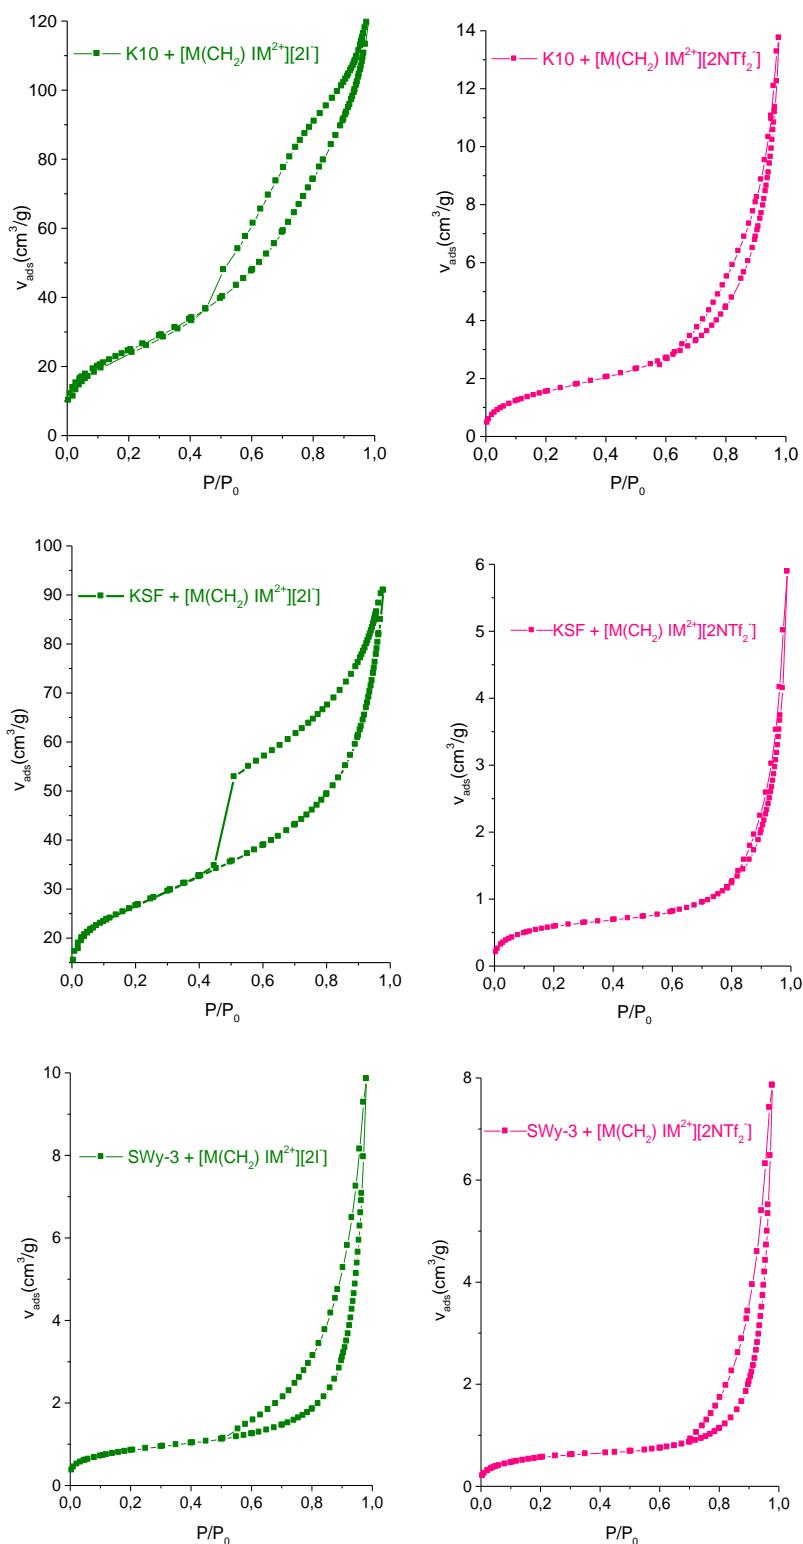 120
100
80
60
40
20
0
K10 + [M(CH₂) IM²⁺][2I⁻]
v_ads(cm³/g)
0,0 0,2 0,4 0,6 0,8 1,0
P/P₀
14
12
10
8
6
4
2
0
K10 + [M(CH₂) IM²⁺][2NTf₂⁻]
v_ads(cm³/g)
0,0 0,2 0,4 0,6 0,8 1,0
P/P₀
100
90
80
70
60
50
40
30
20
KSF + [M(CH₂) IM²⁺][2I⁻]
v_ads(cm³/g)
0,0 0,2 0,4 0,6 0,8 1,0
P/P₀
6
5
4
3
2
1
0
KSF + [M(CH₂) IM²⁺][2NTf₂⁻]
v_ads(cm³/g)
0,0 0,2 0,4 0,6 0,8 1,0
P/P₀
10
8
6
4
2
0
SWy-3 + [M(CH₂) IM²⁺][2I⁻]
v_ads(cm³/g)
0,0 0,2 0,4 0,6 0,8 1,0
P/P₀
8
6
4
2
0
SWy-3 + [M(CH₂) IM²⁺][2NTf₂⁻]
v_ads(cm³/g)
0,0 0,2 0,4 0,6 0,8 1,0
P/P₀